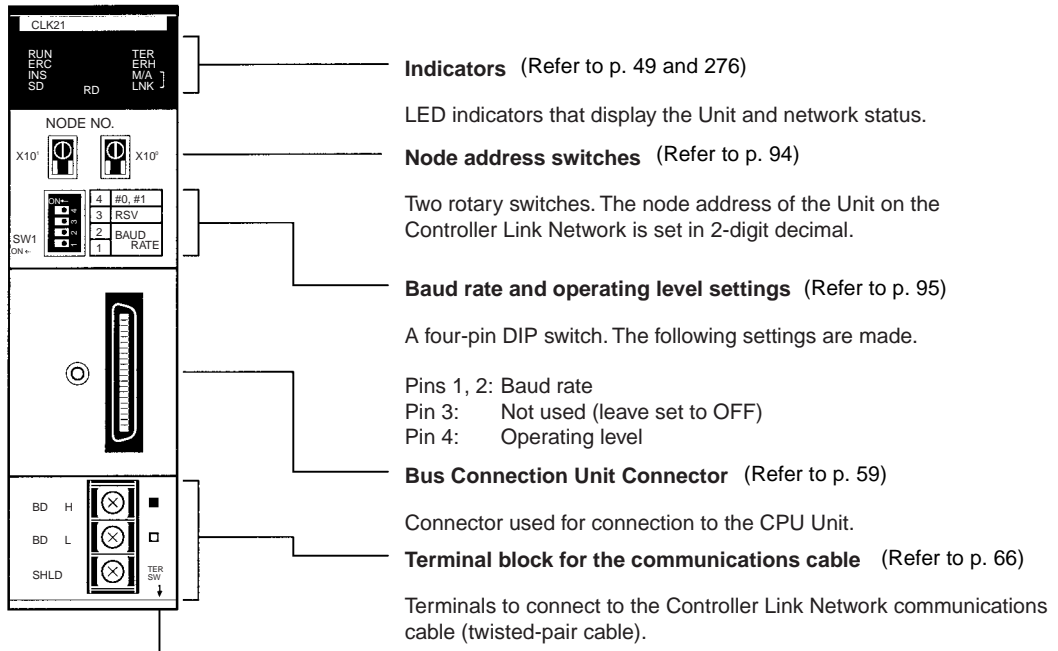 CLK21
RUN TER
ERC ERH
INS M/A
SD RD LNK
NODE NO.
X10¹ X10⁰
ON←
4 #0, #1
3 RSV
2 BAUD
1 RATE
4
3
2
1
SW1
ON←
BD H
BD L
SHLD
TER
SW
Indicators (Refer to p. 49 and 276)
LED indicators that display the Unit and network status.
Node address switches (Refer to p. 94)
Two rotary switches. The node address of the Unit on the
Controller Link Network is set in 2-digit decimal.
Baud rate and operating level settings (Refer to p. 95)
A four-pin DIP switch. The following settings are made.
Pins 1, 2: Baud rate
Pin 3: Not used (leave set to OFF)
Pin 4: Operating level
Bus Connection Unit Connector (Refer to p. 59)
Connector used for connection to the CPU Unit.
Terminal block for the communications cable (Refer to p. 66)
Terminals to connect to the Controller Link Network communications
cable (twisted-pair cable).